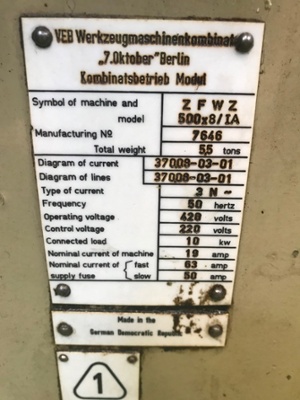 VEB Werkzeugmaschinenkombinat
„7.Oktober" Berlin
Kombinatsbetrieb Modul
Symbol of machine and model ZFWZ 500x8/1A
Manufacturing № 7646
Total weight 5,5 tons
Diagram of current 37008-03-01
Diagram of lines 37008-03-01
Type of current 3 N ~
Frequency 50 hertz
Operating voltage 420 volts
Control voltage 220 volts
Connected load 10 kw
Nominal current of machine 19 amp
Nominal current of supply fuse { fast 63 amp
slow 50 amp
Made in the
German Democratic Republic
1